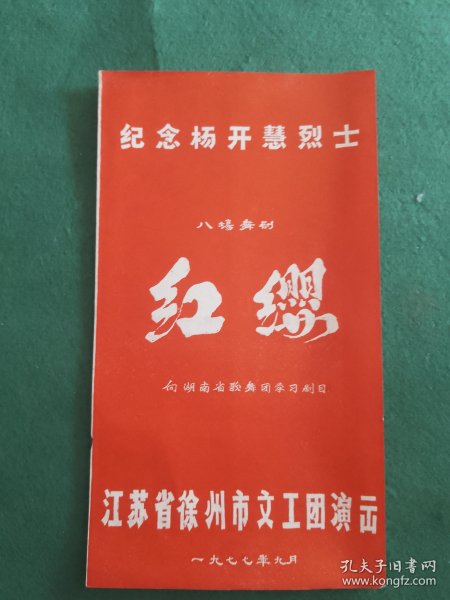 纪念杨开慧烈士
八场舞剧
红缨
向湖南省歌舞团学习剧目
江苏省徐州市文工团演出
一九七七年九月
孔夫子旧书网
www.kongfz.com